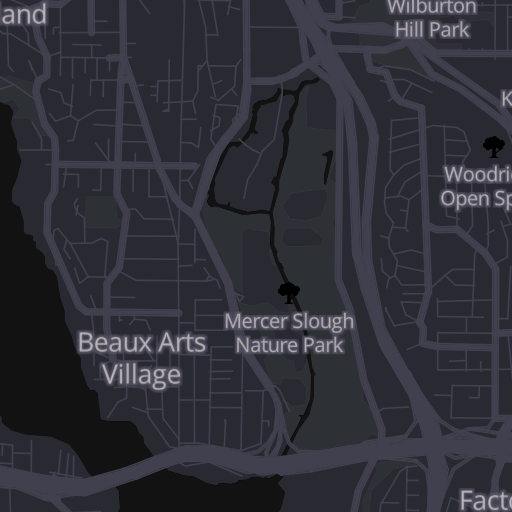 Wilburton
Hill Park
Mercer Slough
Nature Park
Beaux Arts
Village